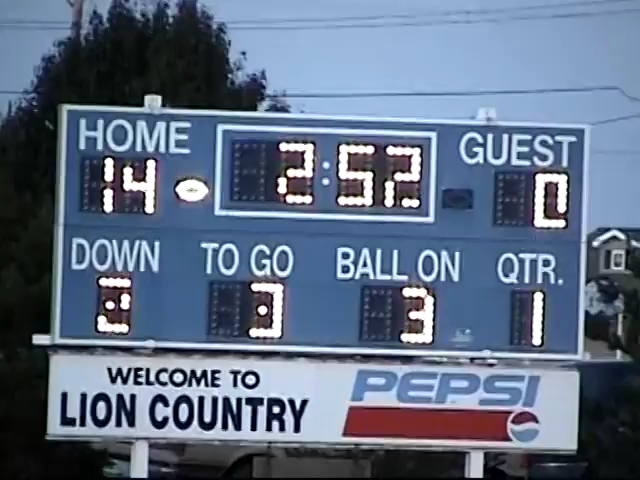 HOME 2:52 GUEST
14 0
DOWN TO GO BALL ON QTR.
2 3 3 1
WELCOME TO
LION COUNTRY
PEPSI